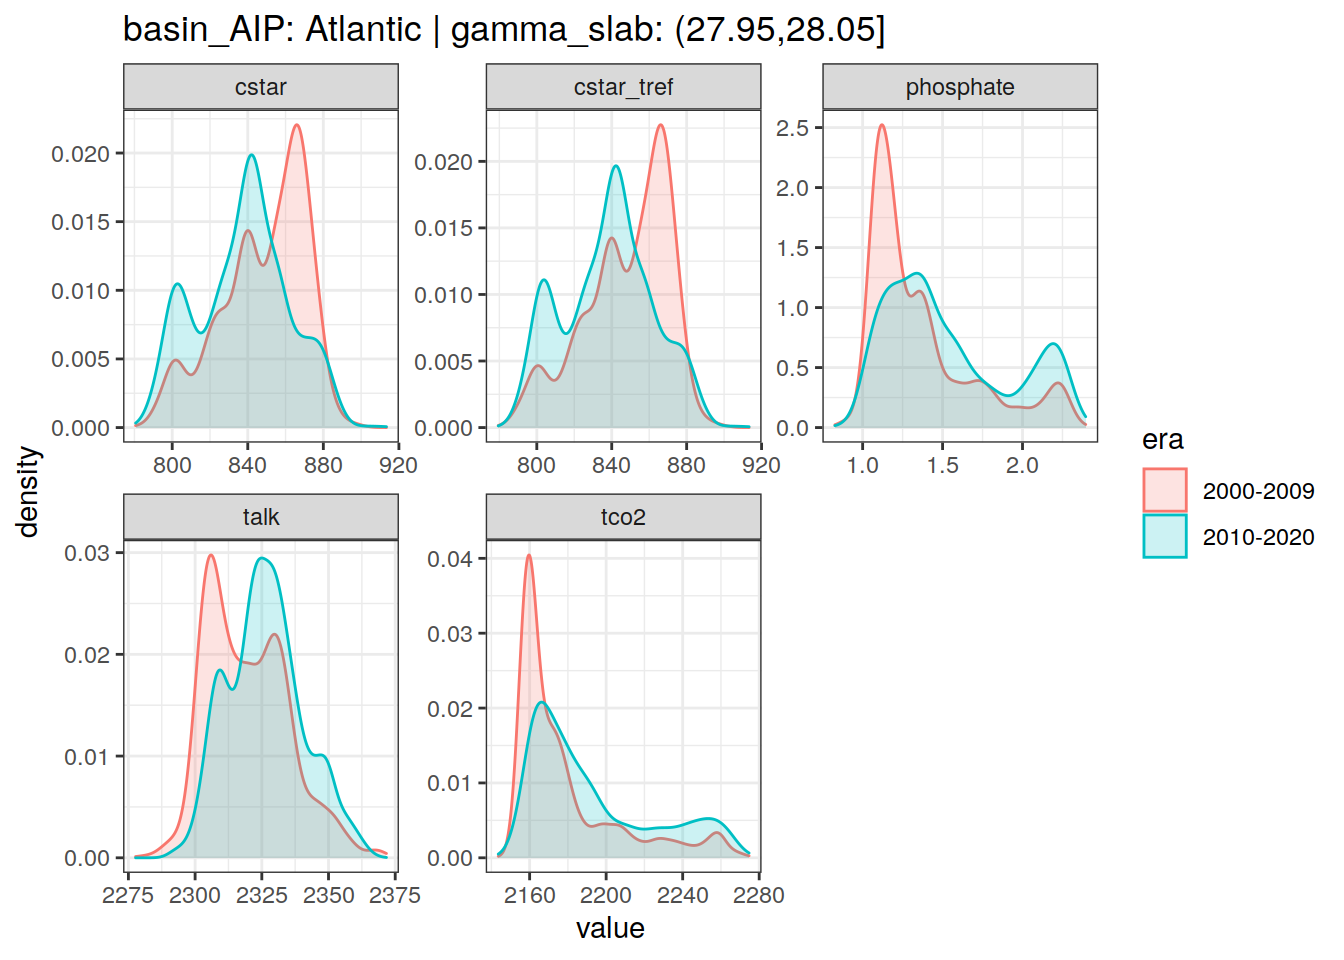 basin_AIP: Atlantic | gamma_slab: (27.95,28.05]
cstar
cstar_tref
phosphate
0.020
0.015
0.010
0.005
0.000
800 840 880 920
0.020
0.015
0.010
0.005
0.000
800 840 880 920
2.5
2.0
1.5
1.0
0.5
0.0
1.0 1.5 2.0
density
talk
tco2
0.03
0.02
0.01
0.00
2275 2300 2325 2350 2375
0.04
0.03
0.02
0.01
0.00
2160 2200 2240 2280
value
era
2000-2009
2010-2020